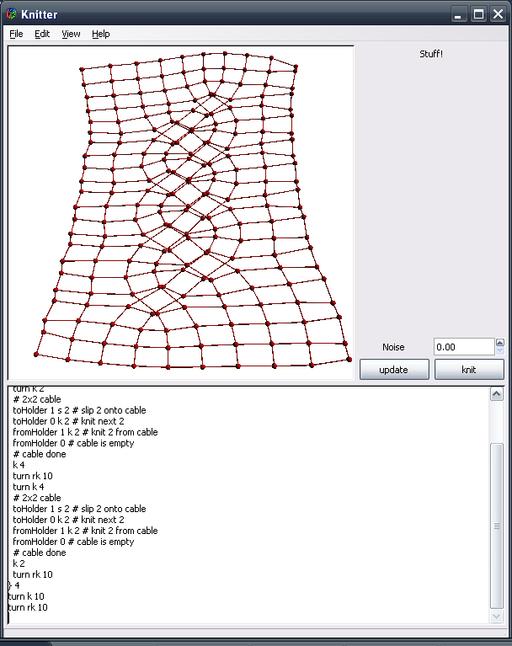 Knitter
File Edit View Help
Stuff!
Noise 0.00
update knit
turn k 2
# 2x2 cable
toHolder 1 s 2 # slip 2 onto cable
toHolder 0 k 2 # knit next 2
fromHolder 1 k 2 # knit 2 from cable
fromHolder 0 # cable is empty
# cable done
k 4
turn rk 10
turn k 4
# 2x2 cable
toHolder 1 s 2 # slip 2 onto cable
toHolder 0 k 2 # knit next 2
fromHolder 1 k 2 # knit 2 from cable
fromHolder 0 # cable is empty
# cable done
k 2
turn rk 10
} 4
turn k 10
turn rk 10